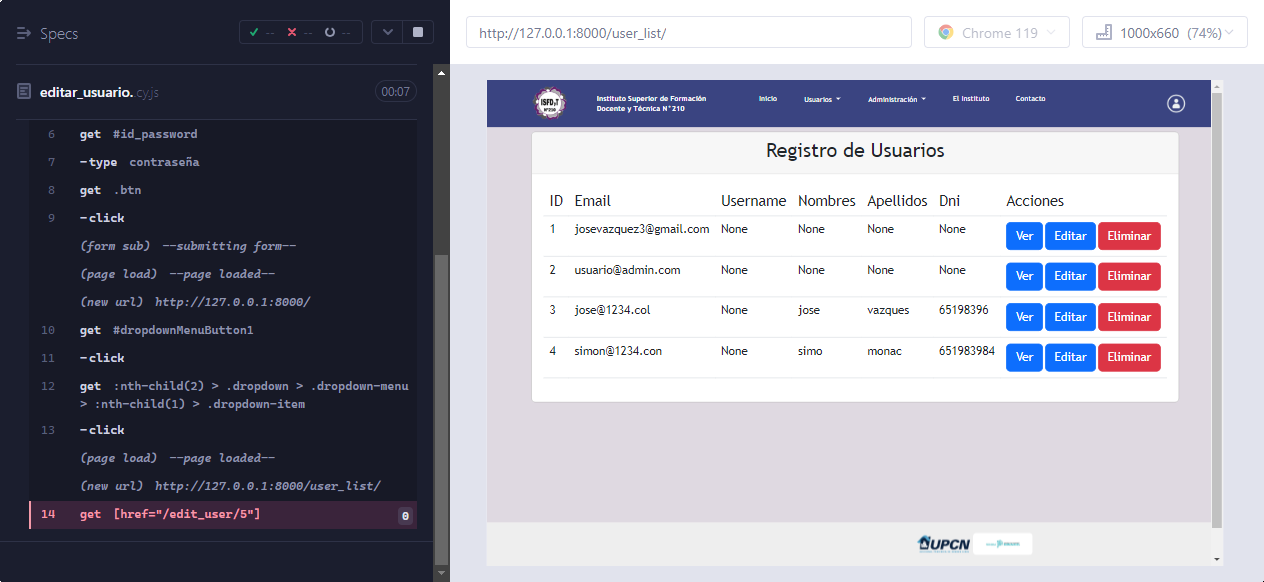 Specs
-- -- --
editar_usuario.cy.js
00:07
6 get #id_password
7 -type contraseña
8 get .btn
9 -click
(form sub) --submitting form--
(page load) --page loaded--
(new url) http://127.0.0.1:8000/
10 get #dropdownMenuButton1
11 -click
12 get :nth-child(2) > .dropdown > .dropdown-menu
> :nth-child(1) > .dropdown-item
13 -click
(page load) --page loaded--
(new url) http://127.0.0.1:8000/user_list/
14 get [href="/edit_user/5"] 0
http://127.0.0.1:8000/user_list/
Chrome 119
1000x660 (74%)
ISFD.yT
N°210
Instituto Superior de Formación
Docente y Técnica N°210
Inicio
Usuarios
Administración
El Instituto
Contacto
Registro de Usuarios
ID Email Username Nombres Apellidos Dni Acciones
1 josevazquez3@gmail.com None None None None Ver Editar Eliminar
2 usuario@admin.com None None None None Ver Editar Eliminar
3 jose@1234.col None jose vazques 65198396 Ver Editar Eliminar
4 simon@1234.con None simo monac 651983984 Ver Editar Eliminar
UPCN